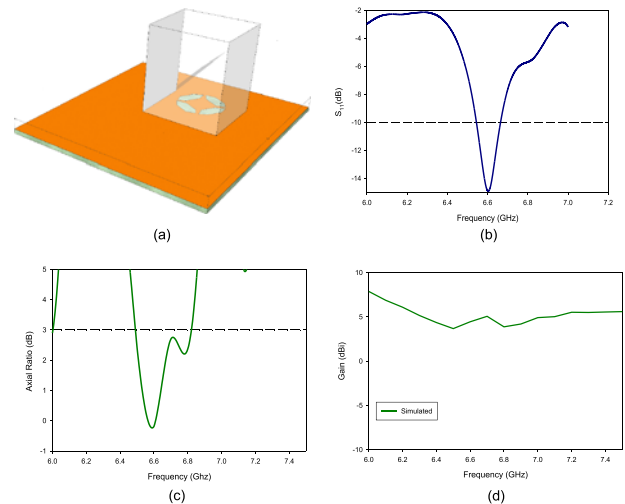 (a)
-2
-4
-6
-8
-10
-12
-14
S11(dB)
6.0 6.2 6.4 6.6 6.8 7.0 7.2
Frequency (GHz)
(b)
5
4
3
2
1
0
-1
Axial Ratio (dB)
6.0 6.2 6.4 6.6 6.8 7.0 7.2 7.4
Frequency (Ghz)
(c)
10
5
0
5
-10
Gain (dBi)
Simulated
6.0 6.2 6.4 6.6 6.8 7.0 7.2 7.4
Frequency (GHz)
(d)